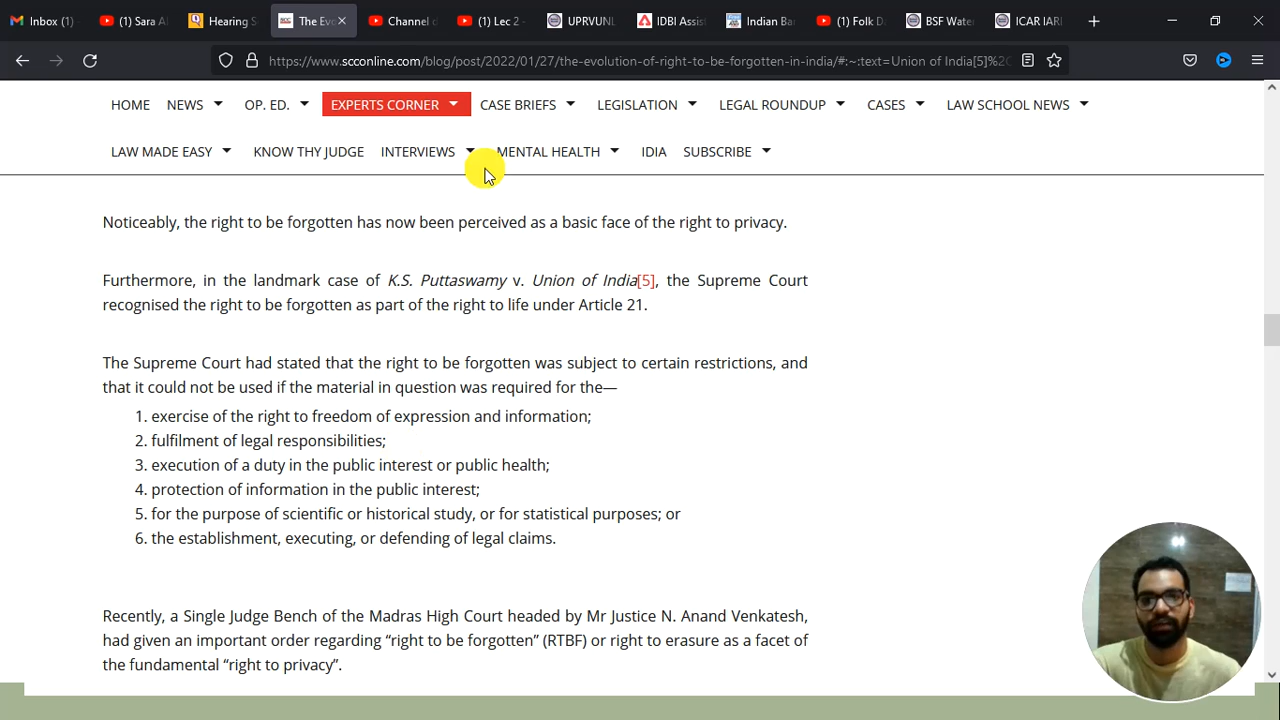 Inbox (1)
(1) Sara Al
Hearing S
SCC The Evo
Channel d
(1) Lec 2 -
UPRVUNL
IDBI Assist
Indian Ban
(1) Folk Da
BSF Water
ICAR IARI
https://www.scconline.com/blog/post/2022/01/27/the-evolution-of-right-to-be-forgotten-in-india/#:~:text=Union of India[5]%2C
HOME NEWS OP. ED. EXPERTS CORNER CASE BRIEFS LEGISLATION LEGAL ROUNDUP CASES LAW SCHOOL NEWS
LAW MADE EASY KNOW THY JUDGE INTERVIEWS MENTAL HEALTH IDIA SUBSCRIBE
Noticeably, the right to be forgotten has now been perceived as a basic face of the right to privacy.
Furthermore, in the landmark case of K.S. Puttaswamy v. Union of India[5], the Supreme Court
recognised the right to be forgotten as part of the right to life under Article 21.
The Supreme Court had stated that the right to be forgotten was subject to certain restrictions, and
that it could not be used if the material in question was required for the—
1. exercise of the right to freedom of expression and information;
2. fulfilment of legal responsibilities;
3. execution of a duty in the public interest or public health;
4. protection of information in the public interest;
5. for the purpose of scientific or historical study, or for statistical purposes; or
6. the establishment, executing, or defending of legal claims.
Recently, a Single Judge Bench of the Madras High Court headed by Mr Justice N. Anand Venkatesh,
had given an important order regarding “right to be forgotten” (RTBF) or right to erasure as a facet of
the fundamental “right to privacy”.